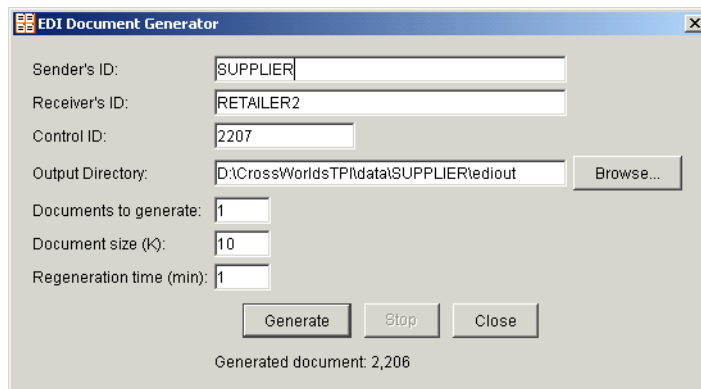 EDI Document Generator
Sender's ID: SUPPLIER
Receiver's ID: RETAILER2
Control ID: 2207
Output Directory: D:\CrossWorldsTPI\data\SUPPLIER\ediout Browse...
Documents to generate: 1
Document size (K): 10
Regeneration time (min): 1
Generate Stop Close
Generated document: 2,206